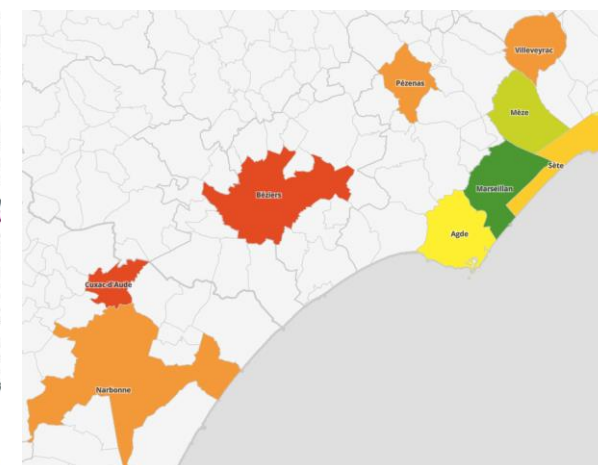 Villeveyrac
Pézenas
Mèze
Sète
Marseillan
Béziers
Agde
Cuxac-d'Aude
Narbonne